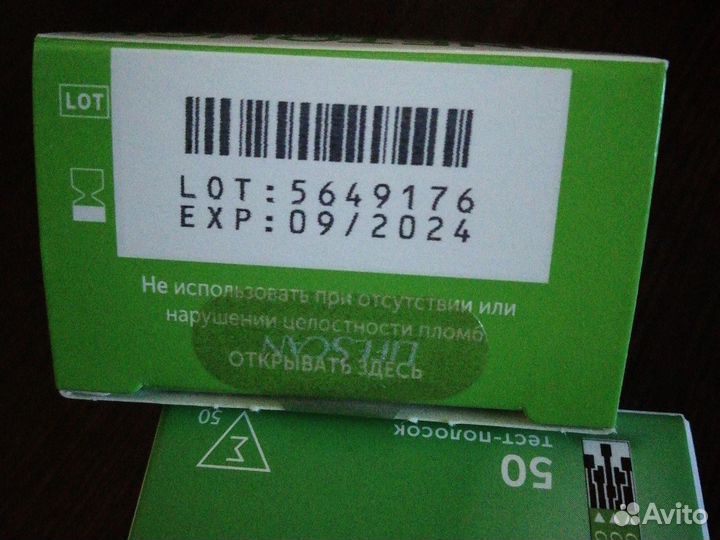 LOT
LOT:5649176
EXP:09/2024
Не использовать при отсутствии или
нарушении целостности пломб
LIFESCAN
ОТКРЫВАТЬ ЗДЕСЬ
50
Σ
50
тест-полосок
Avito